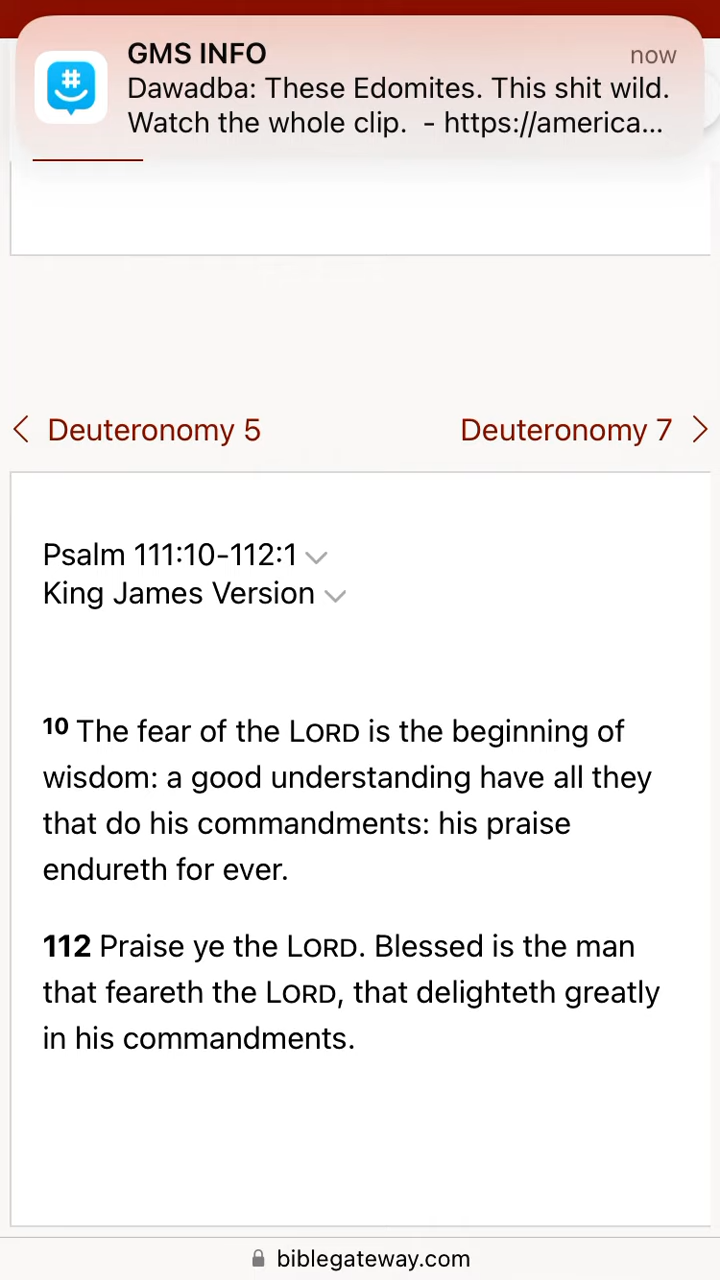 GMS INFO now
Dawadba: These Edomites. This shit wild.
Watch the whole clip. - https://america...
Deuteronomy 5 Deuteronomy 7
Psalm 111:10-112:1
King James Version
10 The fear of the LORD is the beginning of
wisdom: a good understanding have all they
that do his commandments: his praise
endureth for ever.
112 Praise ye the LORD. Blessed is the man
that feareth the LORD, that delighteth greatly
in his commandments.
biblegateway.com